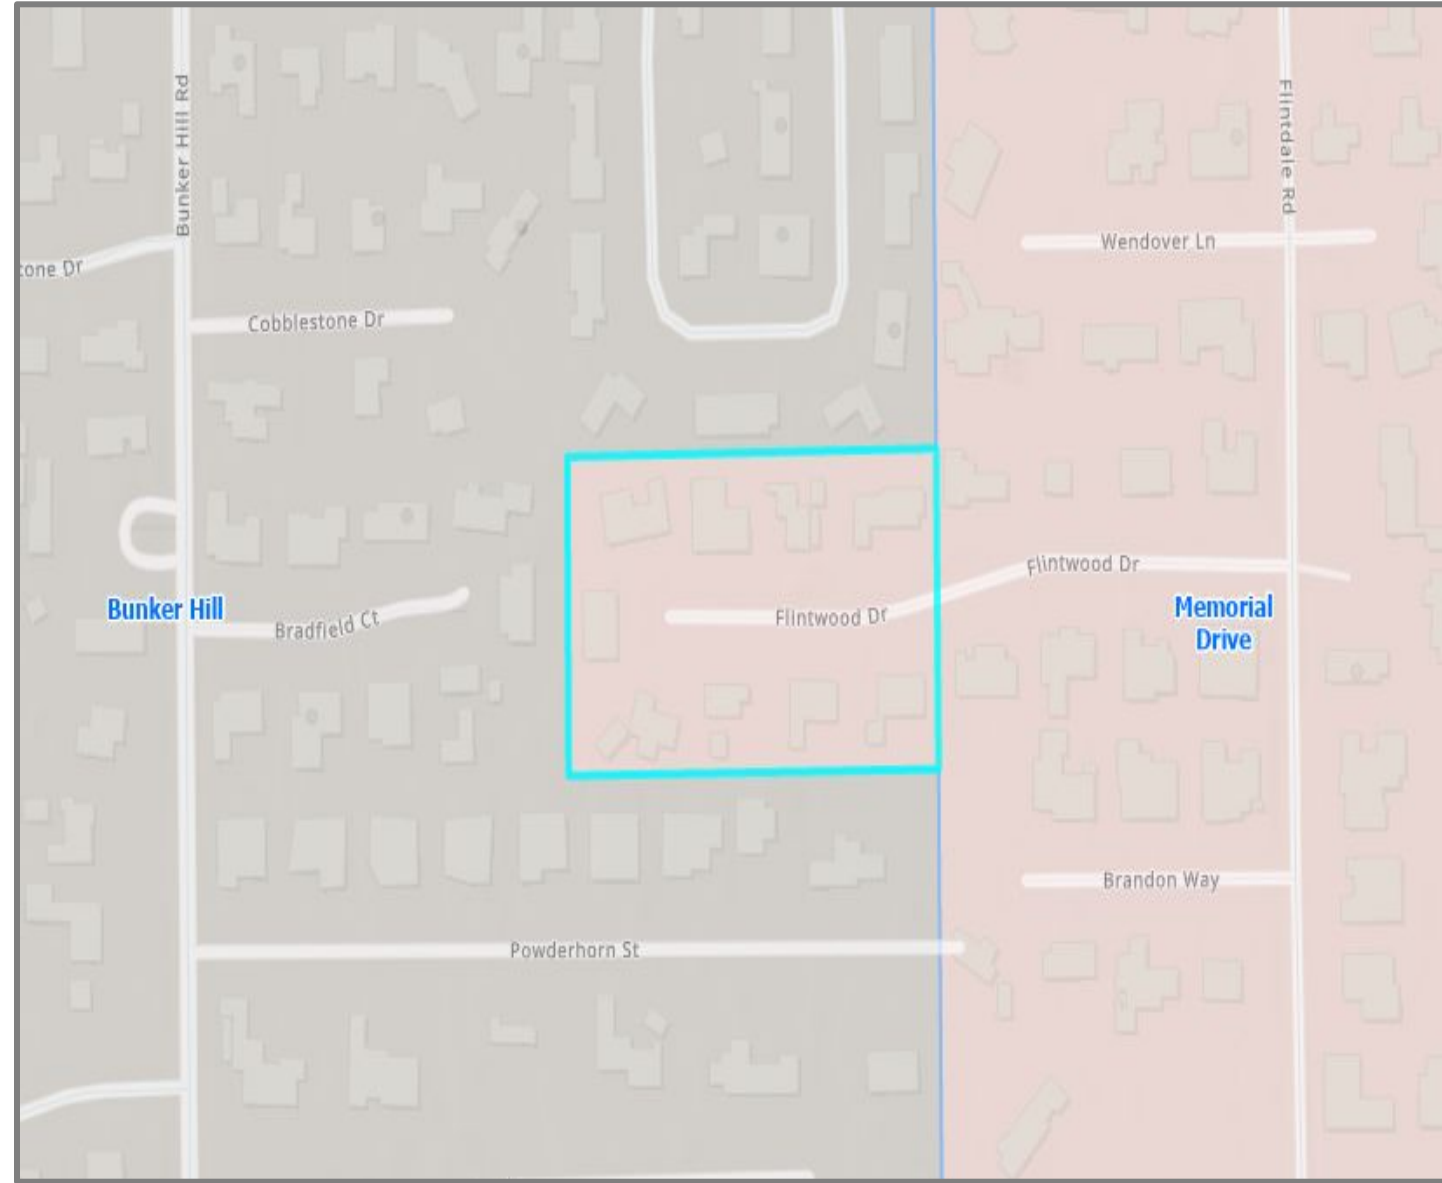 Bunker Hill Rd
Flintdale Rd
Wendover Ln
tone Dr
Cobblestone Dr
Flintwood Dr
Bunker Hill
Memorial
Drive
Bradfield Ct
Flintwood Dr
Brandon Way
Powderhorn St